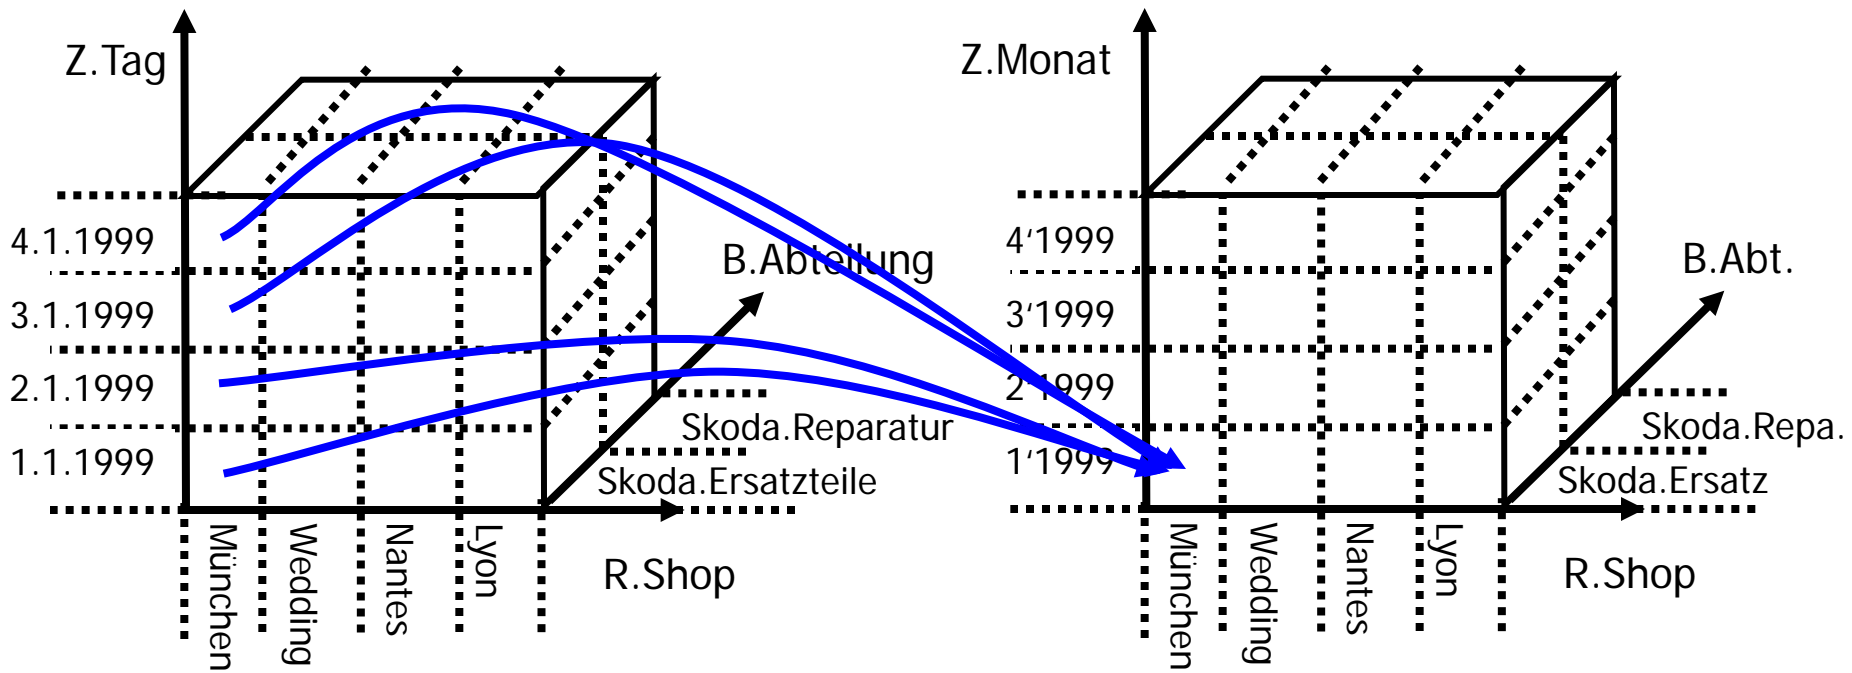 Z.Tag
4.1.1999
3.1.1999
2.1.1999
1.1.1999
B.Abteilung
Skoda.Reparatur
Skoda.Ersatzteile
München
Wedding
Nantes
Lyon
R.Shop
Z.Monat
4'1999
3'1999
2'1999
1'1999
B.Abt.
Skoda.Repa.
Skoda.Ersatz
München
Wedding
Nantes
Lyon
R.Shop